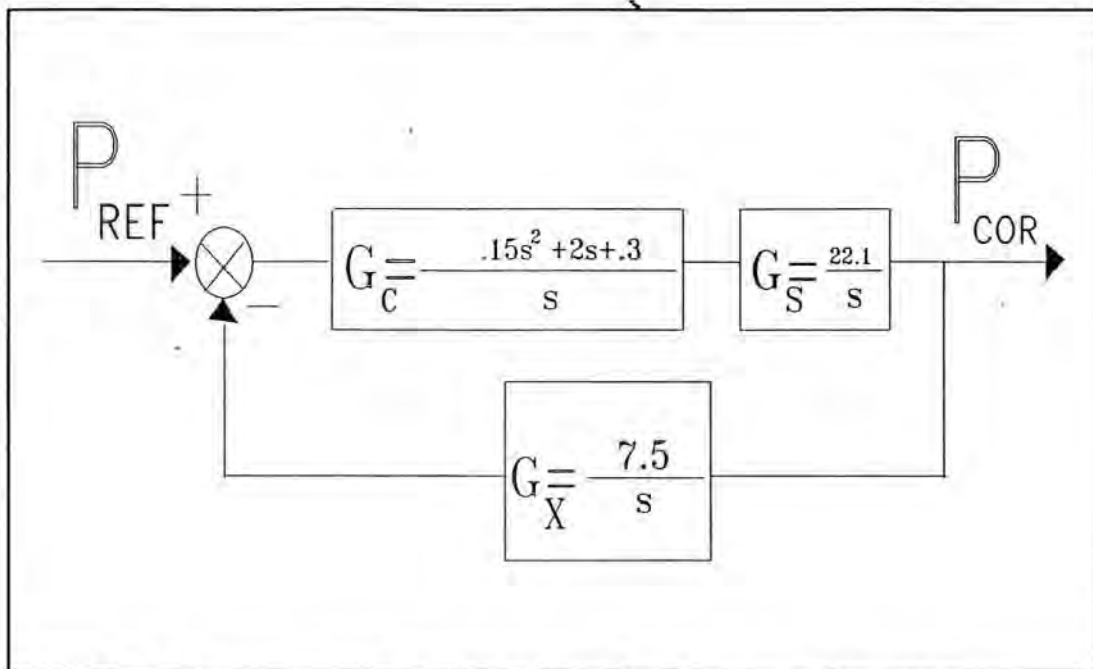 P REF +
P COR
G C = .15s² +2s+.3 / s
G S = 22.1 / s
−
G X = 7.5 / s